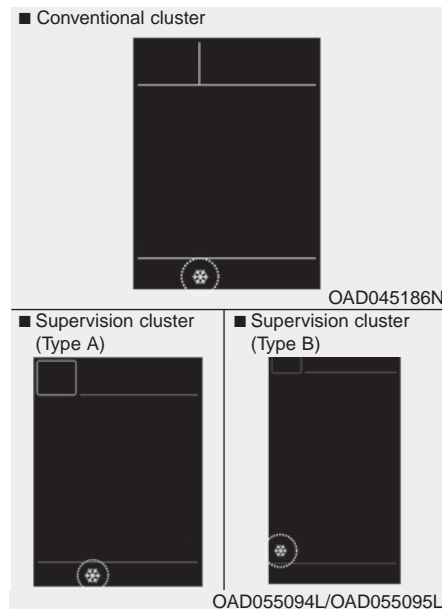 ■ Conventional cluster
OAD045186N
■ Supervision cluster
(Type A)
■ Supervision cluster
(Type B)
OAD055094L/OAD055095L